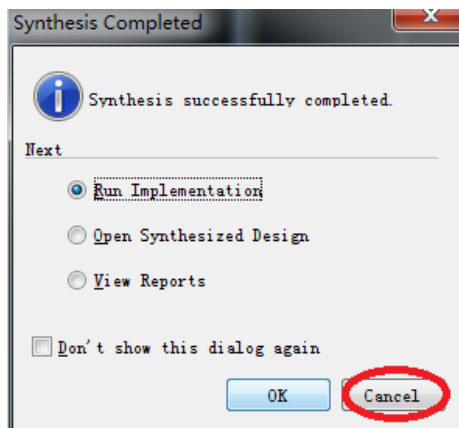 Synthesis Completed
Synthesis successfully completed.
Next
Run Implementation
Open Synthesized Design
View Reports
Don't show this dialog again
OK
Cancel